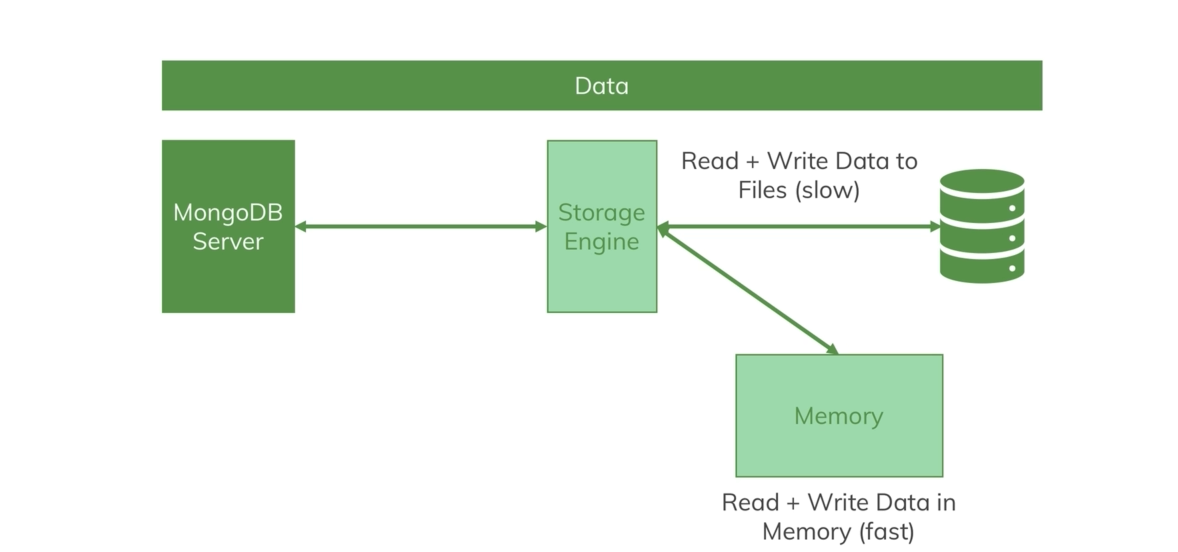 Data
MongoDB
Server
Storage
Engine
Read + Write Data to
Files (slow)
Memory
Read + Write Data in
Memory (fast)